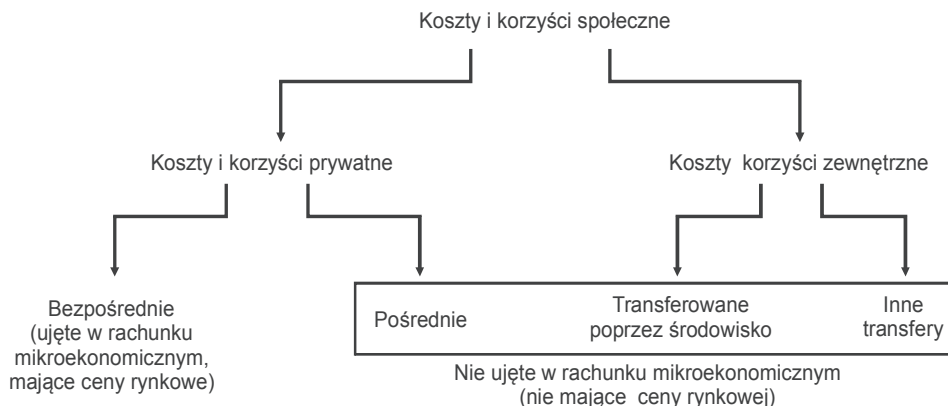 Koszty i korzyści społeczne
Koszty i korzyści prywatne
Koszty korzyści zewnętrzne
Bezpośrednie
(ujęte w rachunku
mikroekonomicznym,
mające ceny rynkowe)
Pośrednie
Transferowane
poprzez środowisko
Inne
transfery
Nie ujęte w rachunku mikroekonomicznym
(nie mające ceny rynkowej)